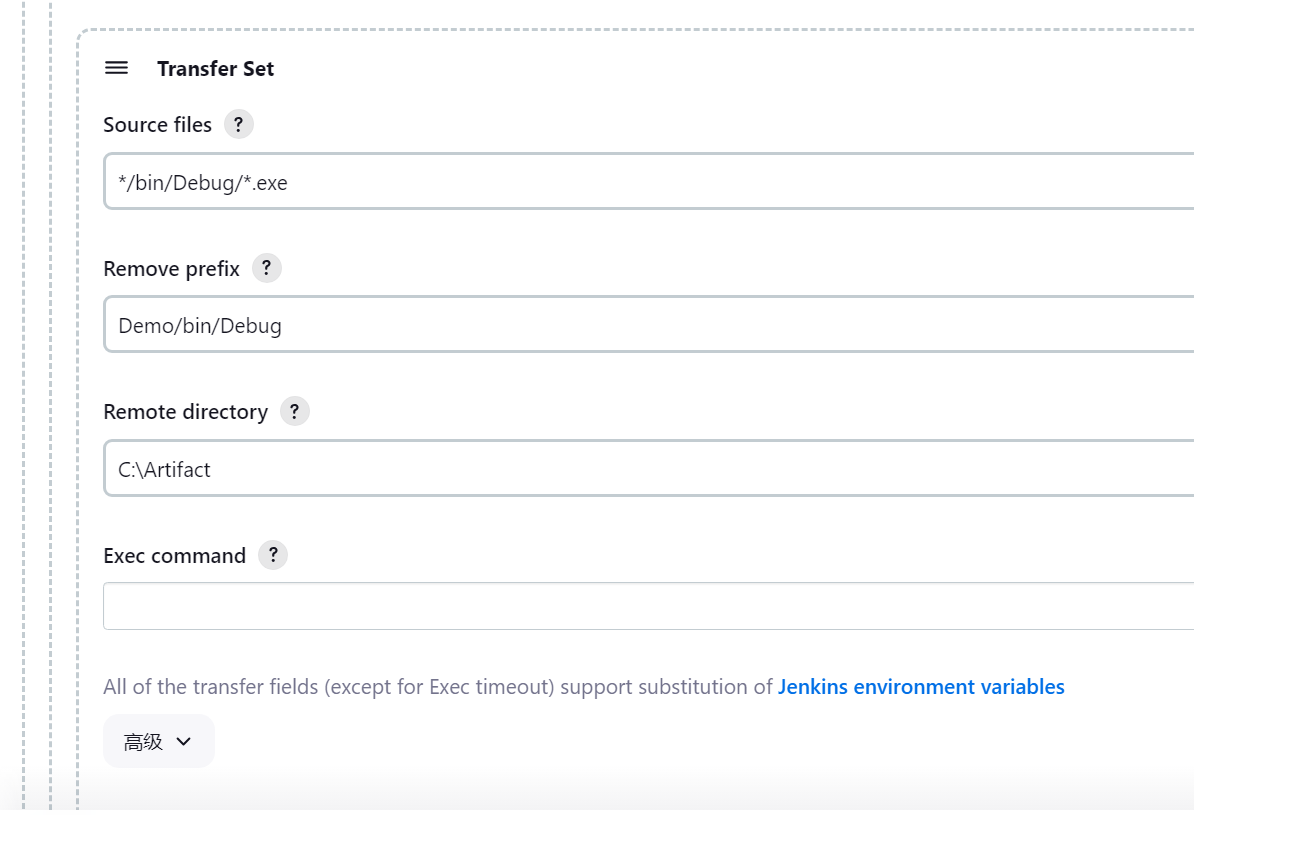 Transfer Set
Source files ?
*/bin/Debug/*.exe
Remove prefix ?
Demo/bin/Debug
Remote directory ?
C:\Artifact
Exec command ?
All of the transfer fields (except for Exec timeout) support substitution of Jenkins environment variables
高级